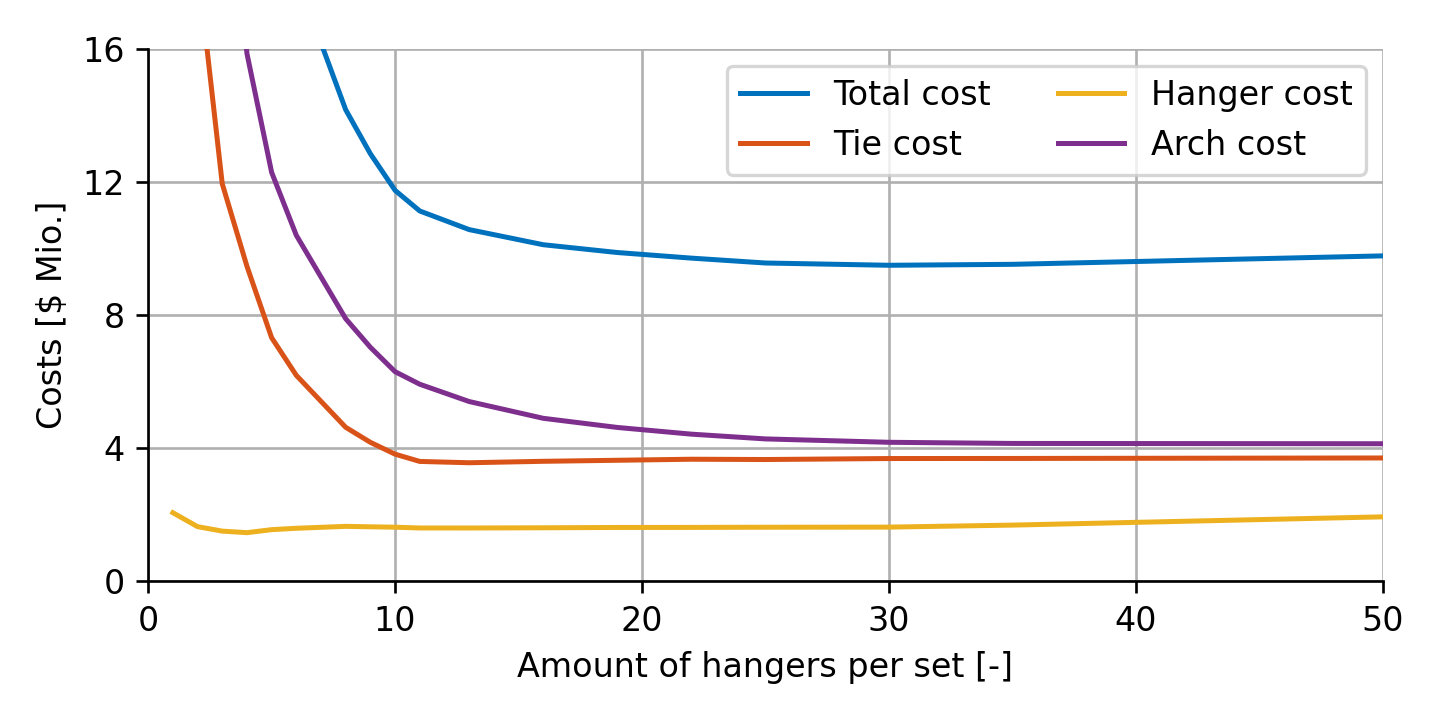 16
12
8
4
0
Costs [$ Mio.]
Total cost
Tie cost
Hanger cost
Arch cost
0 10 20 30 40 50
Amount of hangers per set [-]